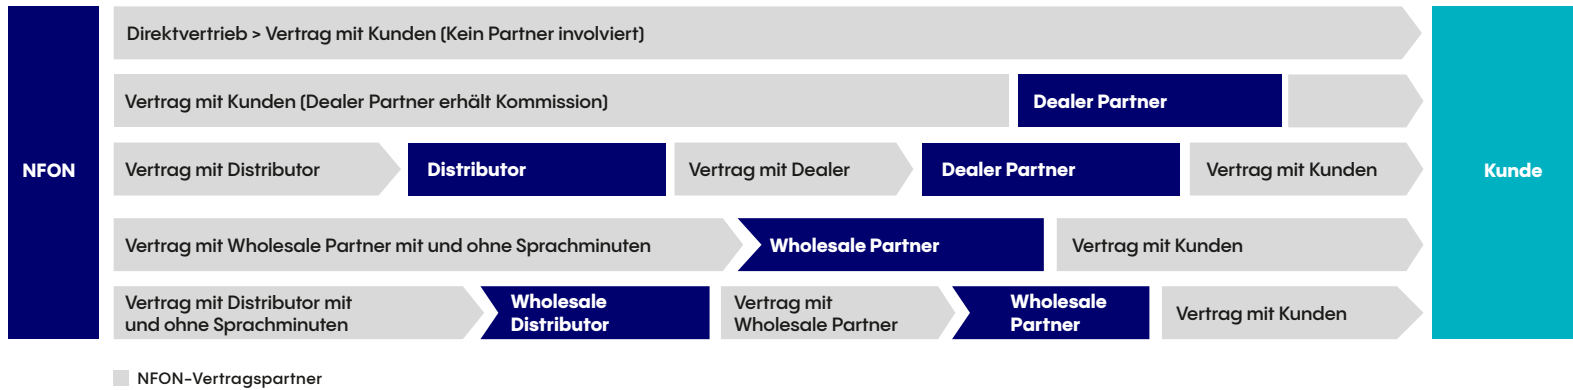 NFON
Direktvertrieb > Vertrag mit Kunden (Kein Partner involviert)
Vertrag mit Kunden (Dealer Partner erhält Kommission)
Dealer Partner
Vertrag mit Distributor
Distributor
Vertrag mit Dealer
Dealer Partner
Vertrag mit Kunden
Vertrag mit Wholesale Partner mit und ohne Sprachminuten
Wholesale Partner
Vertrag mit Kunden
Vertrag mit Distributor mit
und ohne Sprachminuten
Wholesale
Distributor
Vertrag mit
Wholesale Partner
Wholesale
Partner
Vertrag mit Kunden
Kunde
NFON-Vertragspartner